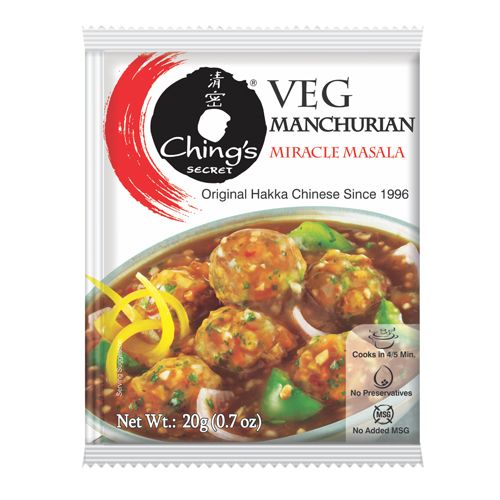 清
密
®
Ching's
SECRET
VEG
MANCHURIAN
MIRACLE MASALA
Original Hakka Chinese Since 1996
Cooks in 4/5 Min.
No Preservatives
MSG
No Added MSG
Serving Suggestion
Net Wt.: 20g (0.7 oz)